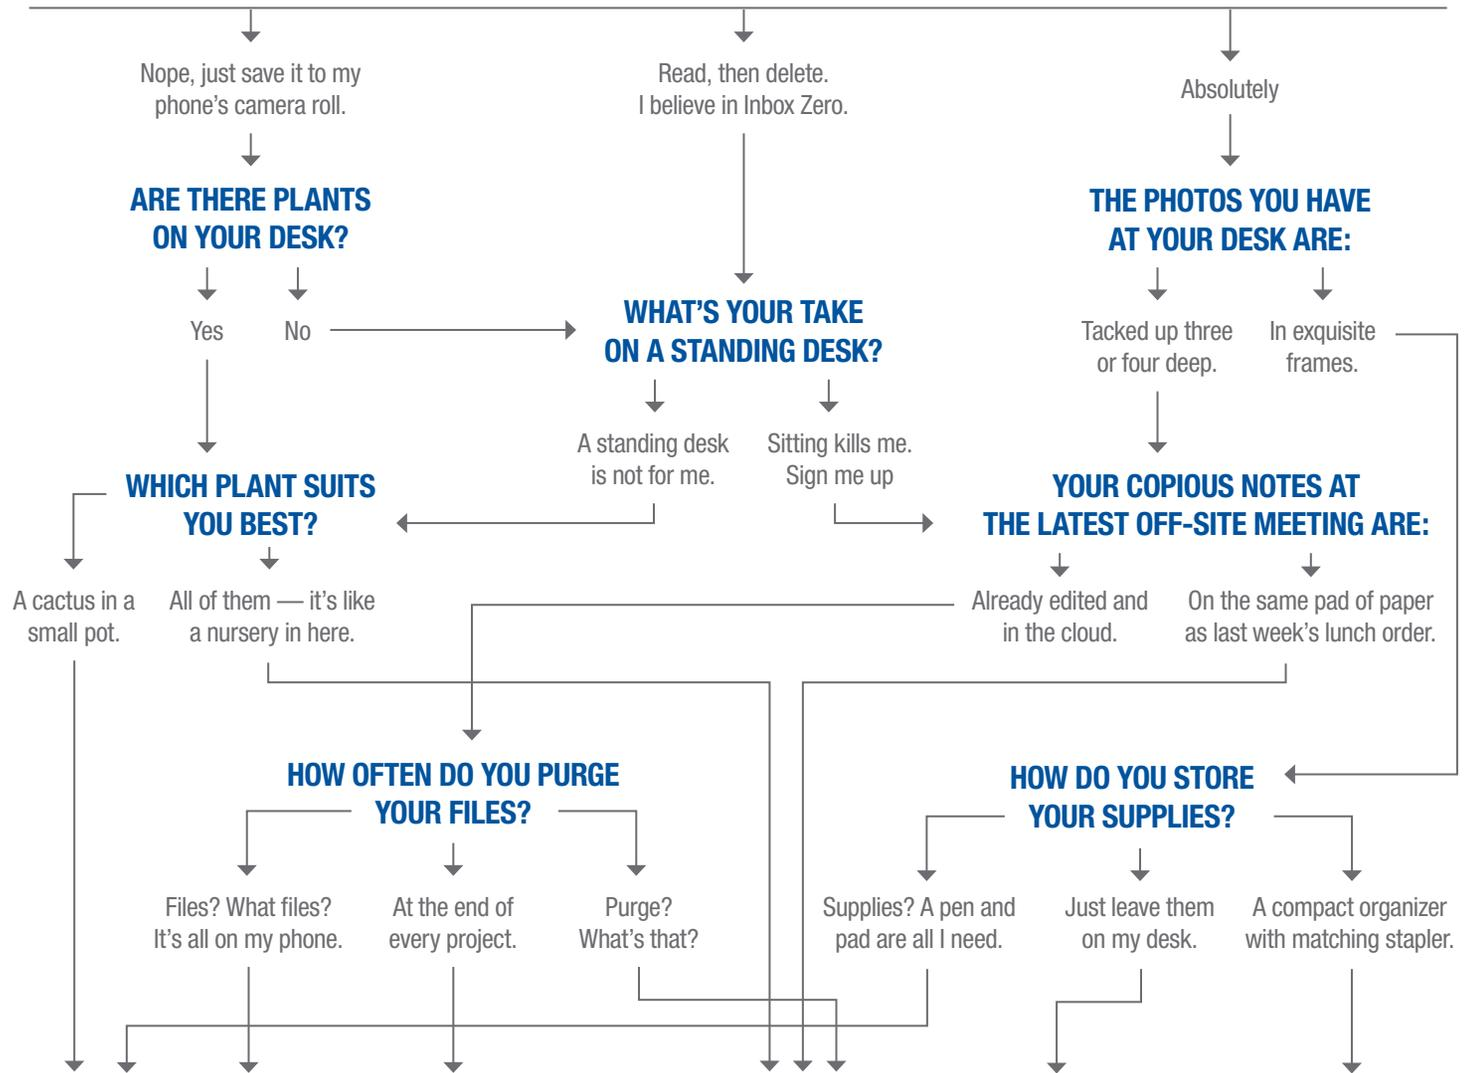 Nope, just save it to my
phone’s camera roll.
Read, then delete.
I believe in Inbox Zero.
Absolutely
ARE THERE PLANTS
ON YOUR DESK?
THE PHOTOS YOU HAVE
AT YOUR DESK ARE:
Yes
No
WHAT’S YOUR TAKE
ON A STANDING DESK?
Tacked up three
or four deep.
In exquisite
frames.
A standing desk
is not for me.
Sitting kills me.
Sign me up
WHICH PLANT SUITS
YOU BEST?
YOUR COPIOUS NOTES AT
THE LATEST OFF-SITE MEETING ARE:
A cactus in a
small pot.
All of them — it’s like
a nursery in here.
Already edited and
in the cloud.
On the same pad of paper
as last week’s lunch order.
HOW OFTEN DO YOU PURGE
YOUR FILES?
HOW DO YOU STORE
YOUR SUPPLIES?
Files? What files?
It’s all on my phone.
At the end of
every project.
Purge?
What’s that?
Supplies? A pen and
pad are all I need.
Just leave them
on my desk.
A compact organizer
with matching stapler.